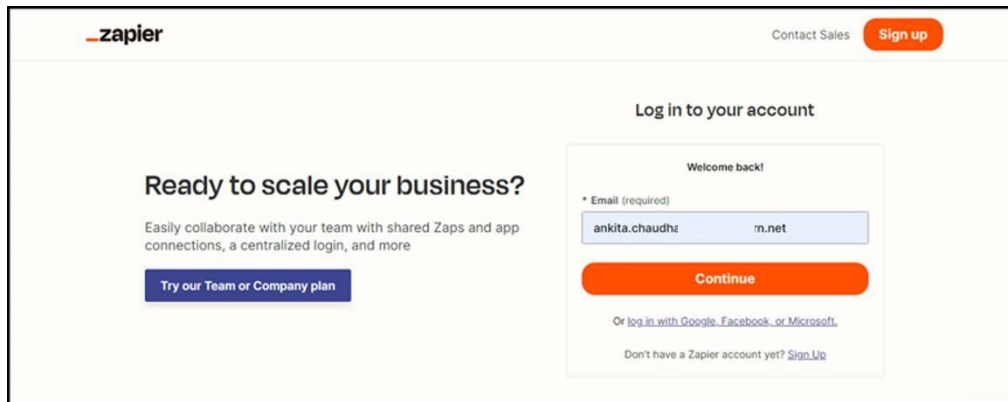 _zapier
Contact Sales
Sign up
Log in to your account
Ready to scale your business?
Easily collaborate with your team with shared Zaps and app
connections, a centralized login, and more
Try our Team or Company plan
Welcome back!
* Email (required)
ankita.chaudha rn.net
Continue
Or log in with Google, Facebook, or Microsoft.
Don't have a Zapier account yet? Sign Up